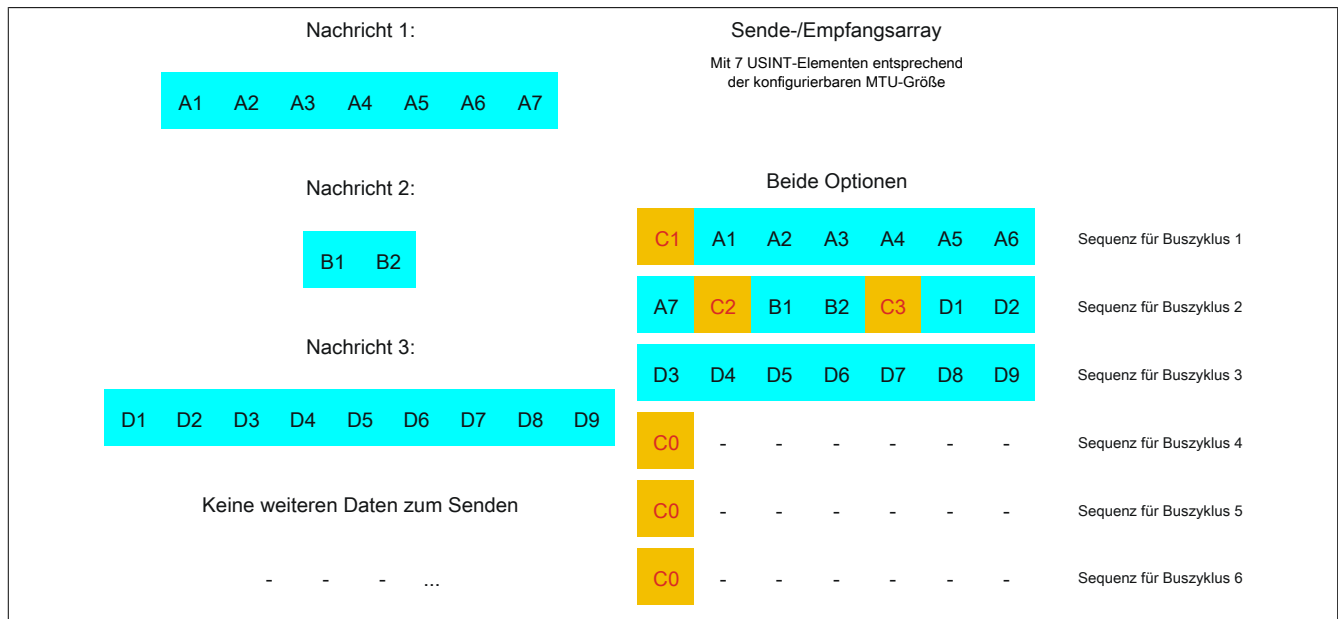 Nachricht 1:
A1 A2 A3 A4 A5 A6 A7
Nachricht 2:
B1 B2
Nachricht 3:
D1 D2 D3 D4 D5 D6 D7 D8 D9
Keine weiteren Daten zum Senden
- - - ...
Sende-/Empfangsarray
Mit 7 USINT-Elementen entsprechend
der konfigurierbaren MTU-Größe
Beide Optionen
C1 A1 A2 A3 A4 A5 A6 Sequenz für Buszyklus 1
A7 C2 B1 B2 C3 D1 D2 Sequenz für Buszyklus 2
D3 D4 D5 D6 D7 D8 D9 Sequenz für Buszyklus 3
C0 - - - - - - Sequenz für Buszyklus 4
C0 - - - - - - Sequenz für Buszyklus 5
C0 - - - - - - Sequenz für Buszyklus 6